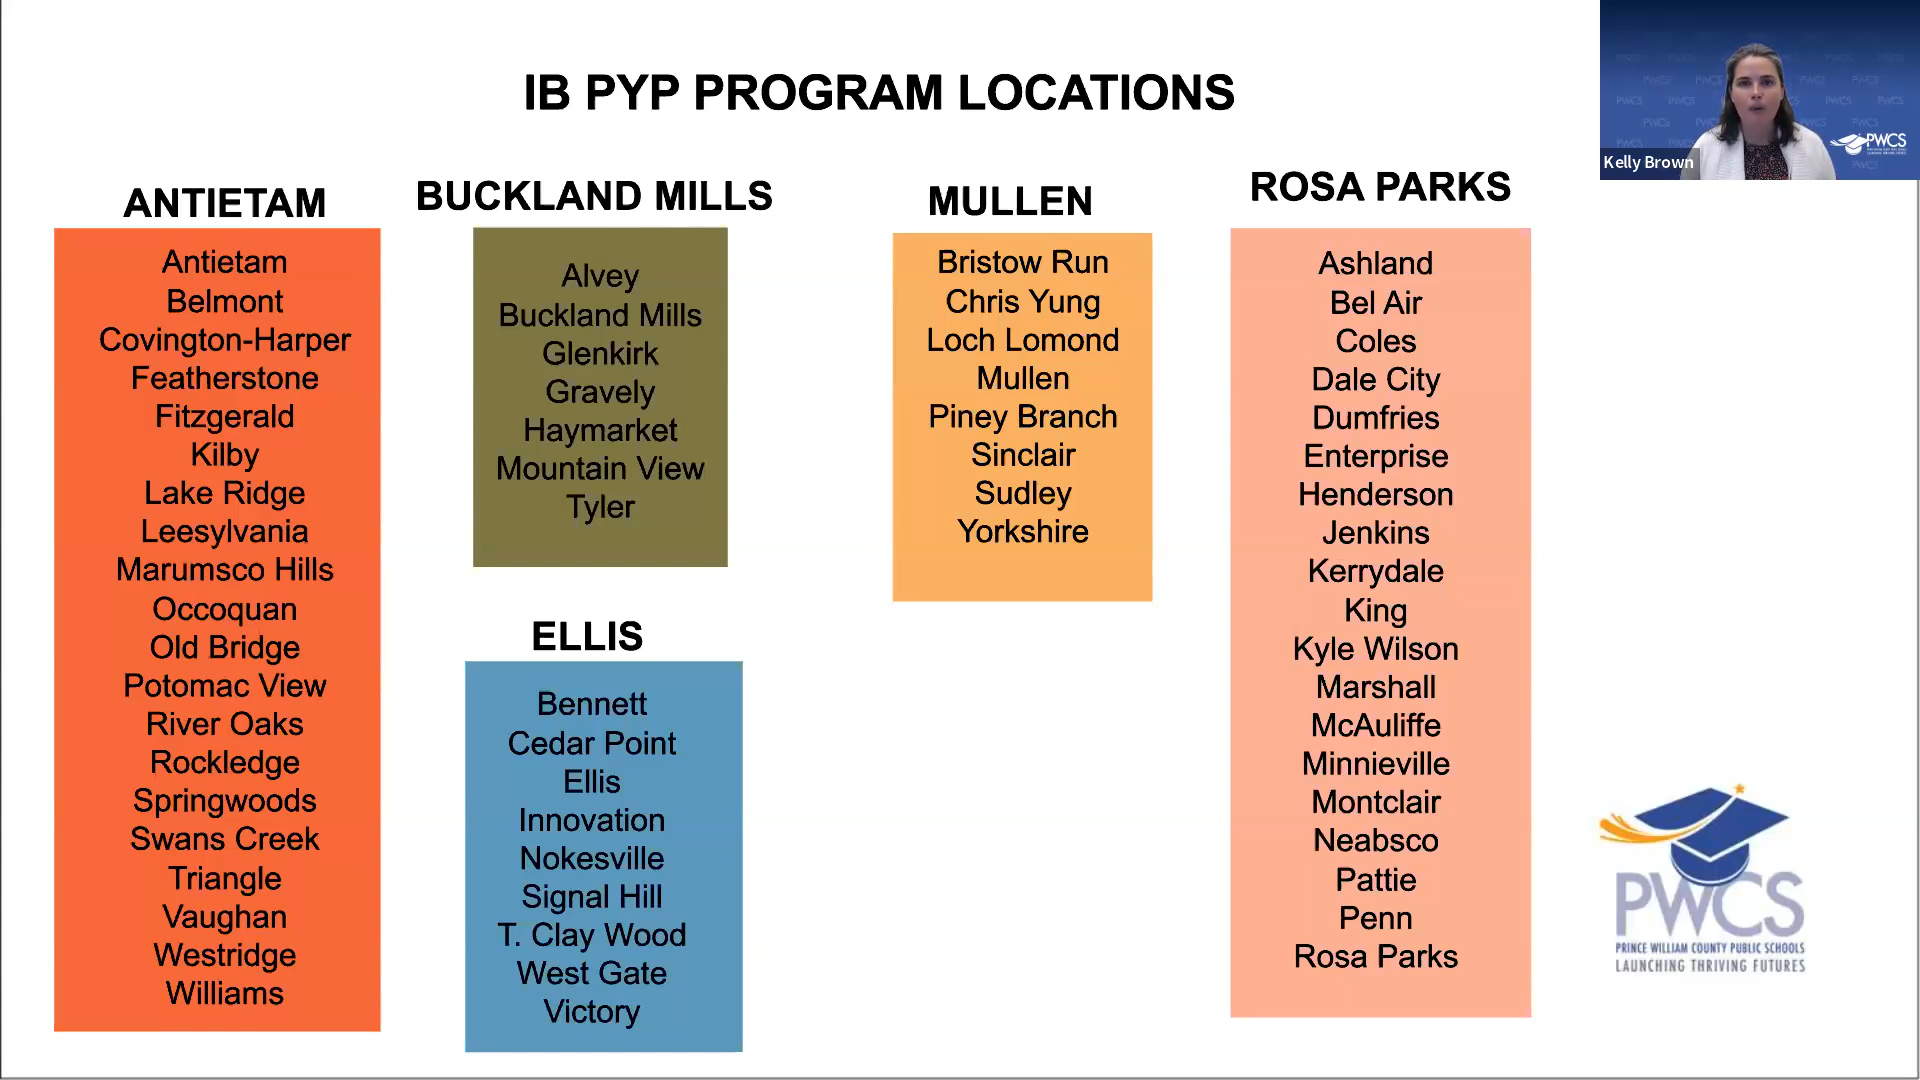 IB PYP PROGRAM LOCATIONS
ANTIETAM
Antietam
Belmont
Covington-Harper
Featherstone
Fitzgerald
Kilby
Lake Ridge
Leesylvania
Marumsco Hills
Occoquan
Old Bridge
Potomac View
River Oaks
Rockledge
Springwoods
Swans Creek
Triangle
Vaughan
Westridge
Williams
BUCKLAND MILLS
Alvey
Buckland Mills
Glenkirk
Gravely
Haymarket
Mountain View
Tyler
ELLIS
Bennett
Cedar Point
Ellis
Innovation
Nokesville
Signal Hill
T. Clay Wood
West Gate
Victory
MULLEN
Bristow Run
Chris Yung
Loch Lomond
Mullen
Piney Branch
Sinclair
Sudley
Yorkshire
ROSA PARKS
Ashland
Bel Air
Coles
Dale City
Dumfries
Enterprise
Henderson
Jenkins
Kerrydale
King
Kyle Wilson
Marshall
McAuliffe
Minnieville
Montclair
Neabsco
Pattie
Penn
Rosa Parks
Kelly Brown
PWCS
PWCS
PRINCE WILLIAM COUNTY PUBLIC SCHOOLS
LAUNCHING THRIVING FUTURES